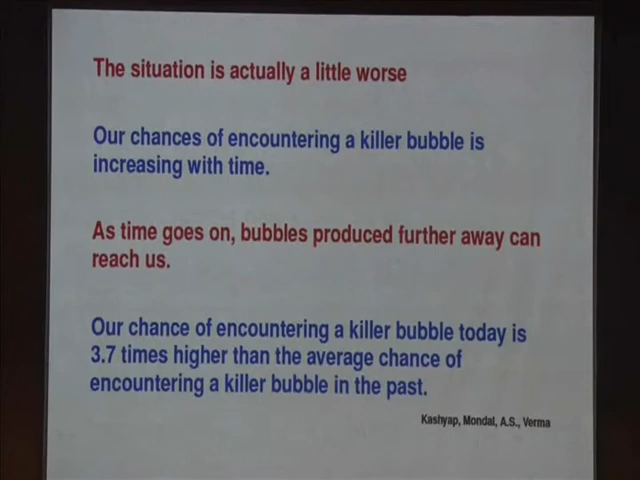 The situation is actually a little worse
Our chances of encountering a killer bubble is
increasing with time.
As time goes on, bubbles produced further away can
reach us.
Our chance of encountering a killer bubble today is
3.7 times higher than the average chance of
encountering a killer bubble in the past.
Kashyap, Mondal, A.S., Verma